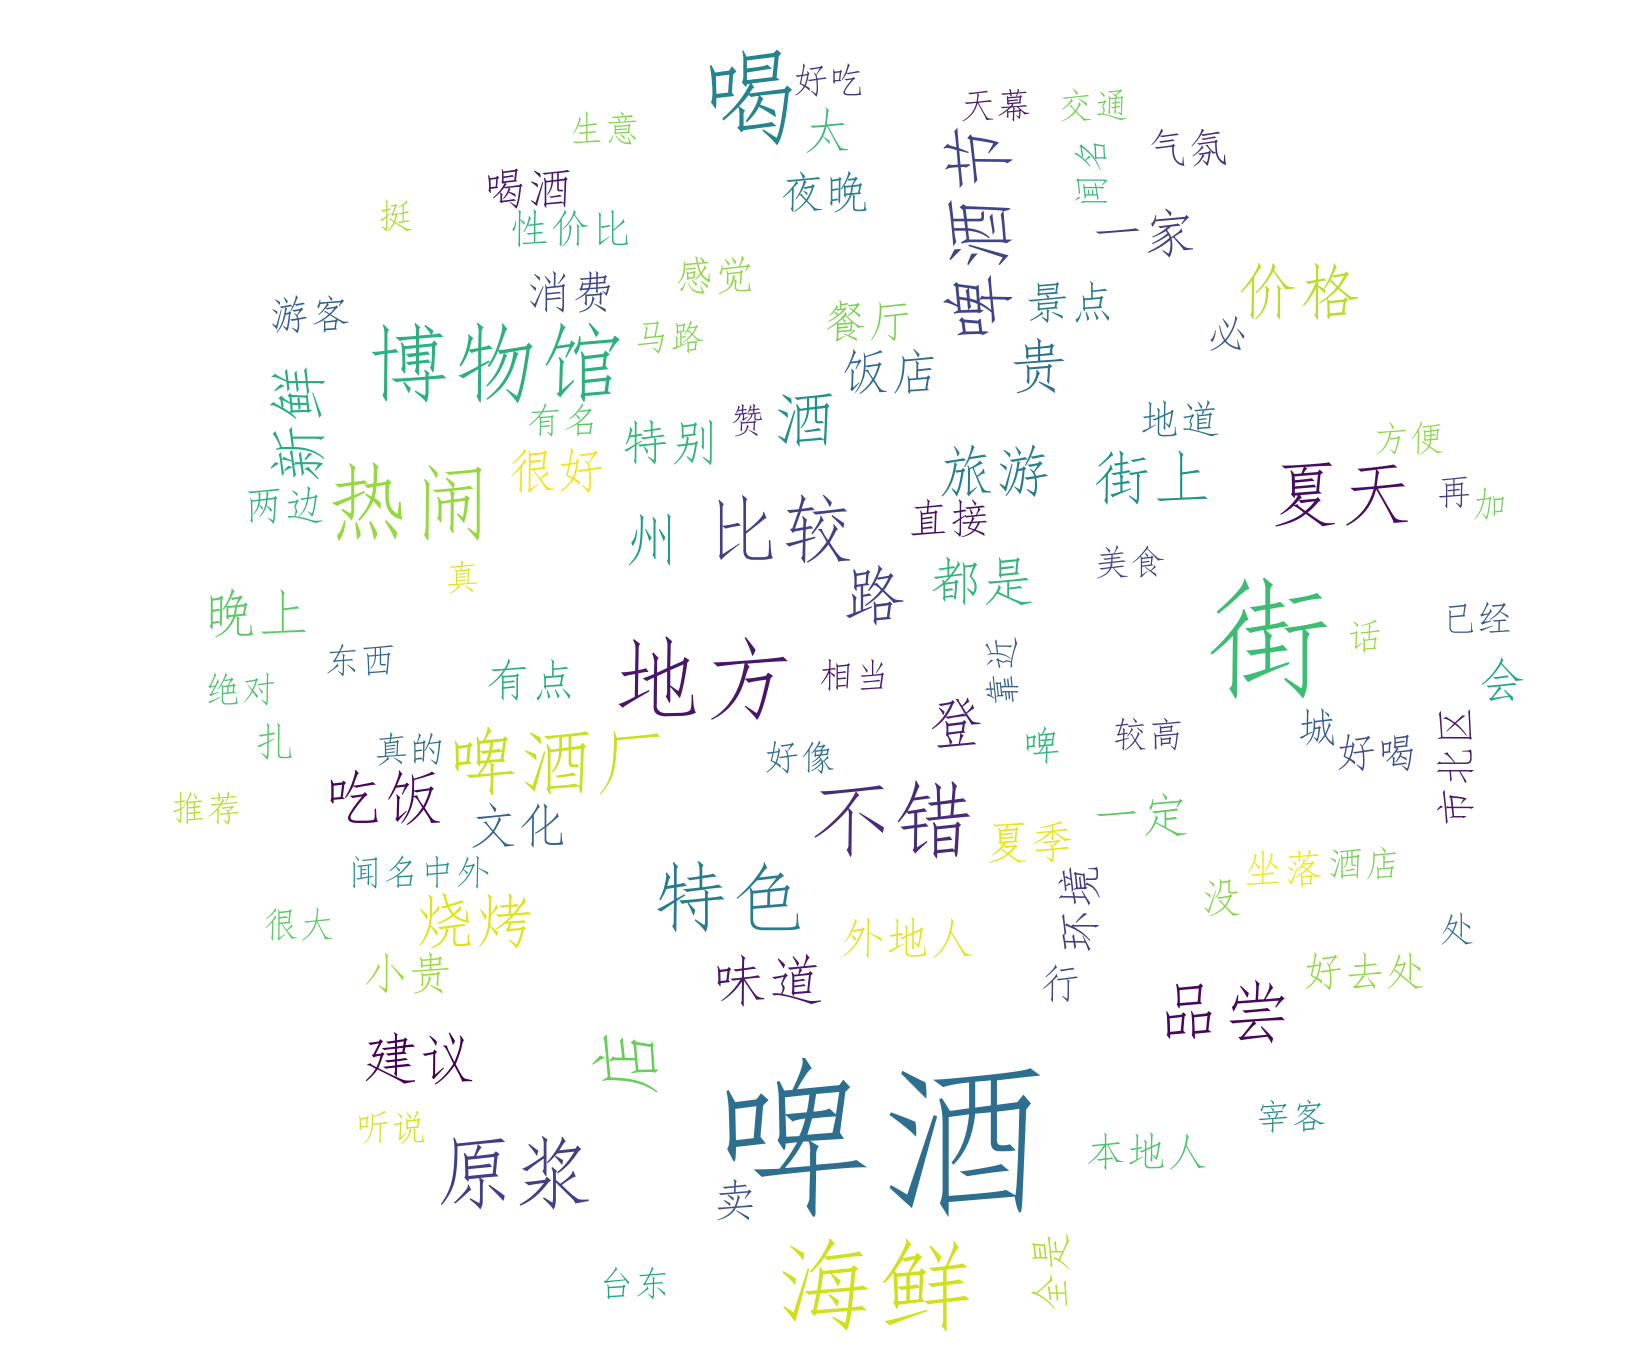 喝
好吃
天幕
交通
生意
太
啤酒节
闻名
气氛
喝酒
夜晚
挺
性价比
一家
感觉
消费
价格
游客
景点
博物馆
马路
餐厅
必
饭店
贵
新鲜
有名
赞
酒
地道
特别
方便
很好
旅游
街上
夏天
再
加
热闹
两边
州
比较
直接
真
路
都是
美食
晚上
街
已经
话
东西
地方
相当
靠近
绝对
有点
会
登
扎
真的
啤酒厂
好像
啤
较高
城
好喝
市北区
推荐
吃饭
文化
不错
夏季
一定
闻名中外
特色
环境
坐落
酒店
没
很大
烧烤
外地人
处
小贵
味道
行
好去处
品尝
建议
店
啤酒
听说
宰客
原浆
本地人
卖
海鲜
全是
台东